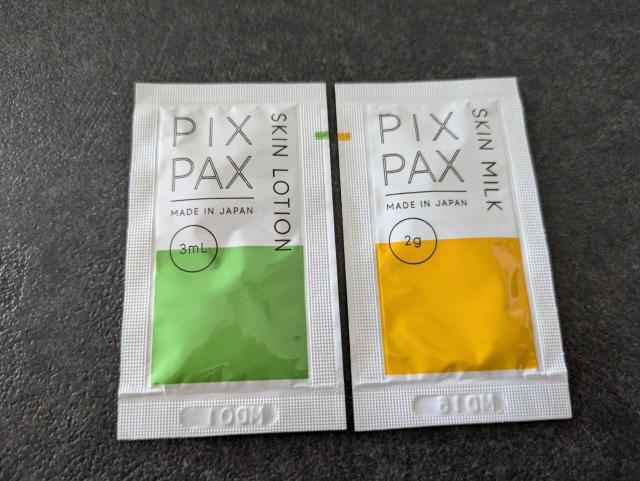 PIX
PAX
MADE IN JAPAN
3mL
SKIN LOTION
PIX
PAX
MADE IN JAPAN
2g
SKIN MILK